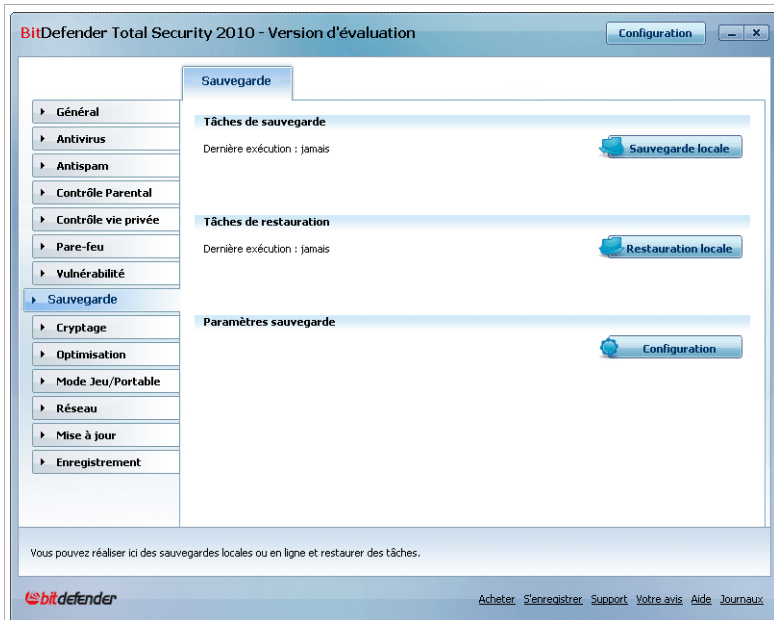 BitDefender Total Security 2010 - Version d'évaluation
Configuration
Sauvegarde
Général
Antivirus
Antispam
Contrôle Parental
Contrôle vie privée
Pare-feu
Vulnérabilité
Sauvegarde
Cryptage
Optimisation
Mode Jeu/Portable
Réseau
Mise à jour
Enregistrement
Tâches de sauvegarde
Dernière exécution : jamais
Sauvegarde locale
Tâches de restauration
Dernière exécution : jamais
Restauration locale
Paramètres sauvegarde
Configuration
Vous pouvez réaliser ici des sauvegardes locales ou en ligne et restaurer des tâches.
bitdefender
Acheter S'enregistrer Support Votre avis Aide Journaux